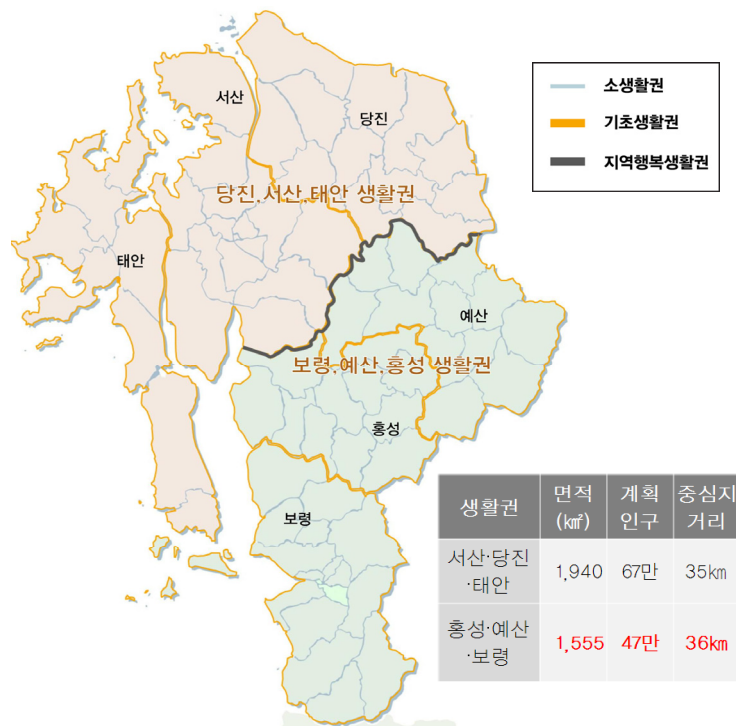 서산
당진
소생활권
기초생활권
지역행복생활권
당진.서산.태안 생활권
태안
예산
보령.예산.홍성 생활권
홍성
보령
생활권 면적 계획 중심지
(㎢) 인구 거리
서산·당진
·태안 1,940 67만 35㎞
홍성·예산
·보령 1,555 47만 36㎞